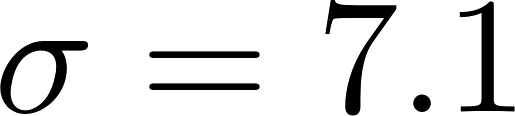 σ = 7.1